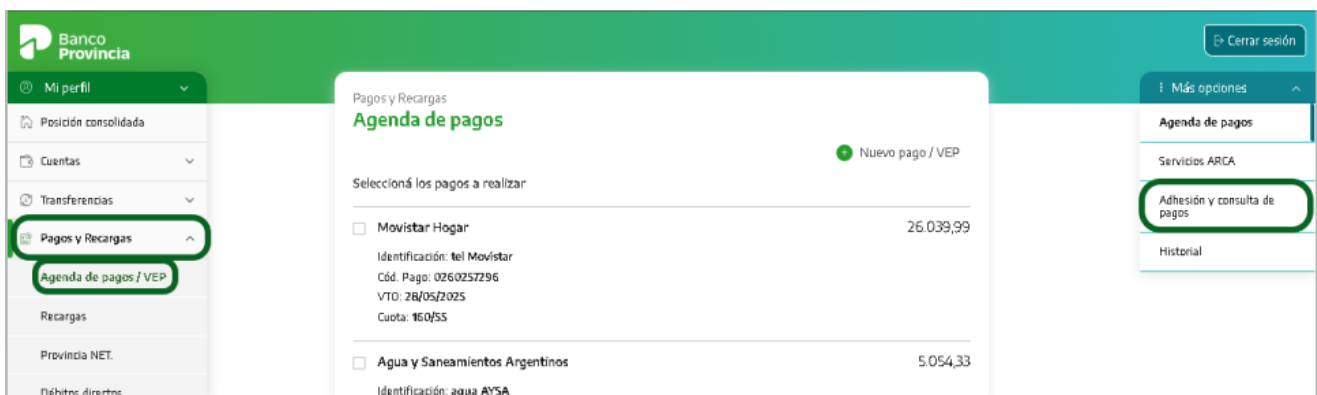 Banco
Provincia
Cerrar sesión
Mi perfil
Posición consolidada
Cuentas
Transferencias
Pagos y Recargas
Agenda de pagos / VEP
Recargas
Provincia NET.
Débitos directos
Pagos y Recargas
Agenda de pagos
Nuevo pago / VEP
Seleccioná los pagos a realizar
Movistar Hogar 26.039,99
Identificación: tel Movistar
Cód. Pago: 0260257296
VTO: 28/05/2025
Cuota: 160/55
Agua y Saneamientos Argentinos 5.054,33
Identificación: agua AYSA
Más opciones
Agenda de pagos
Servicios ARCA
Adhesión y consulta de
pagos
Historial